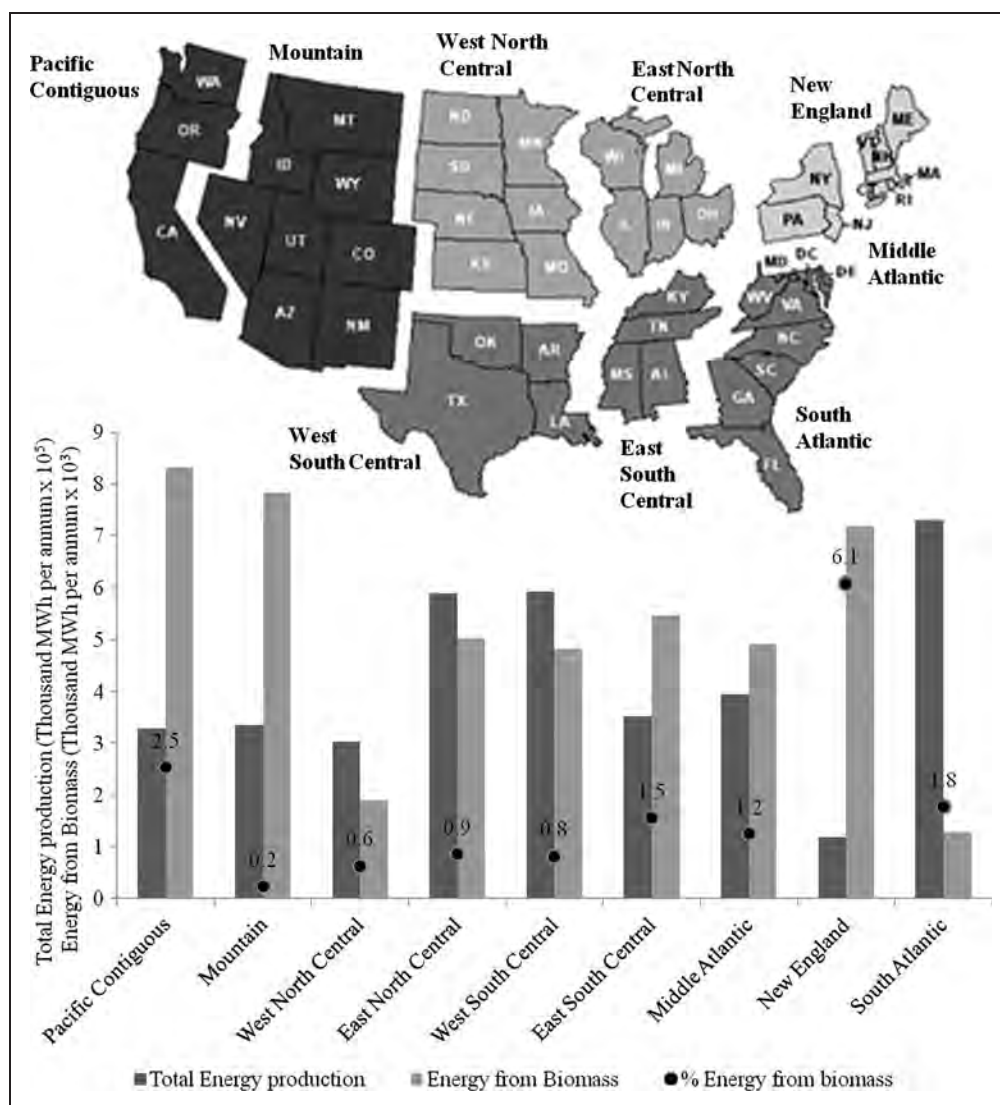 Pacific
Contiguous
Mountain
West North
Central
East North
Central
New
England
Middle
Atlantic
South
Atlantic
East
South
Central
West
South Central
WA
OR
CA
MT
ID
WY
NV
UT
CO
AZ
NM
ND
MN
SD
NE
IA
KS
MO
WI
MI
IL
IN
OH
ME
VT
NH
MA
RI
NY
PA
NJ
MD
DC
DE
WV
VA
KY
TN
NC
SC
GA
MS
AL
FL
OK
AR
TX
LA
Total Energy production (Thousand MWh per annum x 10⁵)
Energy from Biomass (Thousand MWh per annum x 10³)
9
8
7
6
5
4
3
2
1
0
2.5
0.2
0.6
0.9
0.8
1.5
1.2
6.1
1.8
Pacific Contiguous
Mountain
West North Central
East North Central
West South Central
East South Central
Middle Atlantic
New England
South Atlantic
Total Energy production
Energy from Biomass
% Energy from biomass